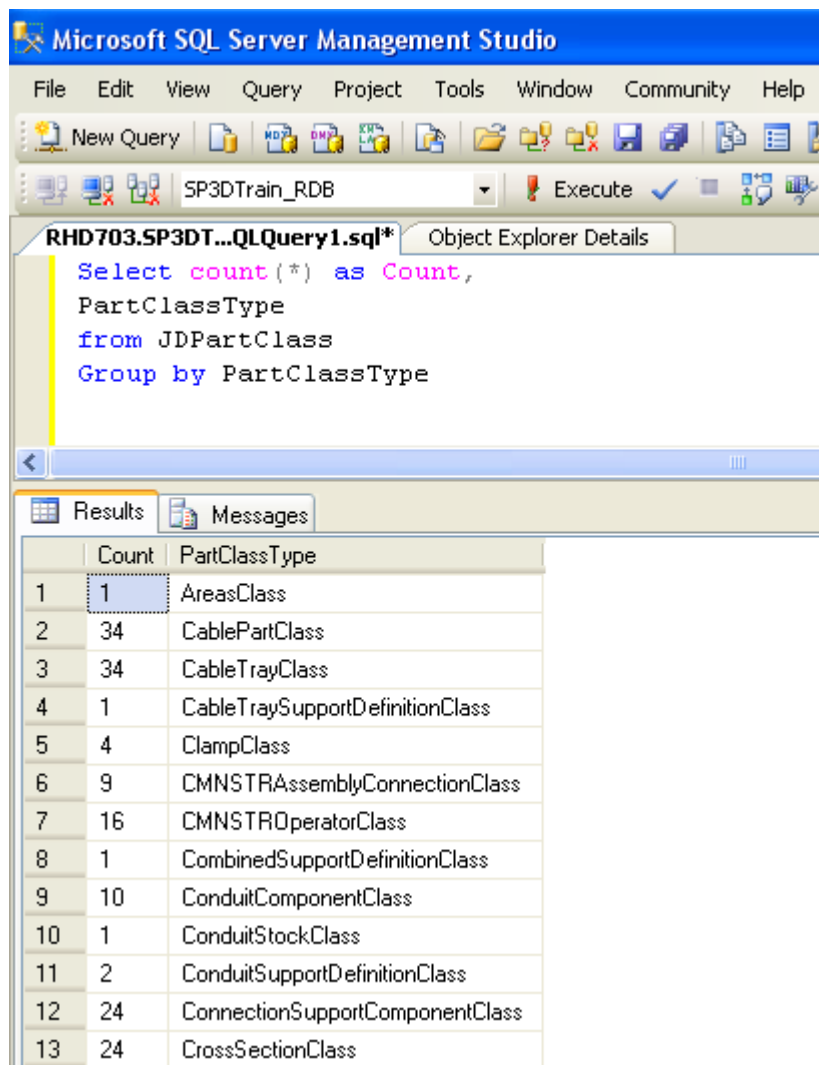 Microsoft SQL Server Management Studio
File Edit View Query Project Tools Window Community Help
New Query
SP3DTrain_RDB Execute
RHD703.SP3DT...QLQuery1.sql* Object Explorer Details
Select count(*) as Count,
PartClassType
from JDPartClass
Group by PartClassType
Results Messages
Count PartClassType
1 1 AreasClass
2 34 CablePartClass
3 34 CableTrayClass
4 1 CableTraySupportDefinitionClass
5 4 ClampClass
6 9 CMNSTRAssemblyConnectionClass
7 16 CMNSTROperatorClass
8 1 CombinedSupportDefinitionClass
9 10 ConduitComponentClass
10 1 ConduitStockClass
11 2 ConduitSupportDefinitionClass
12 24 ConnectionSupportComponentClass
13 24 CrossSectionClass